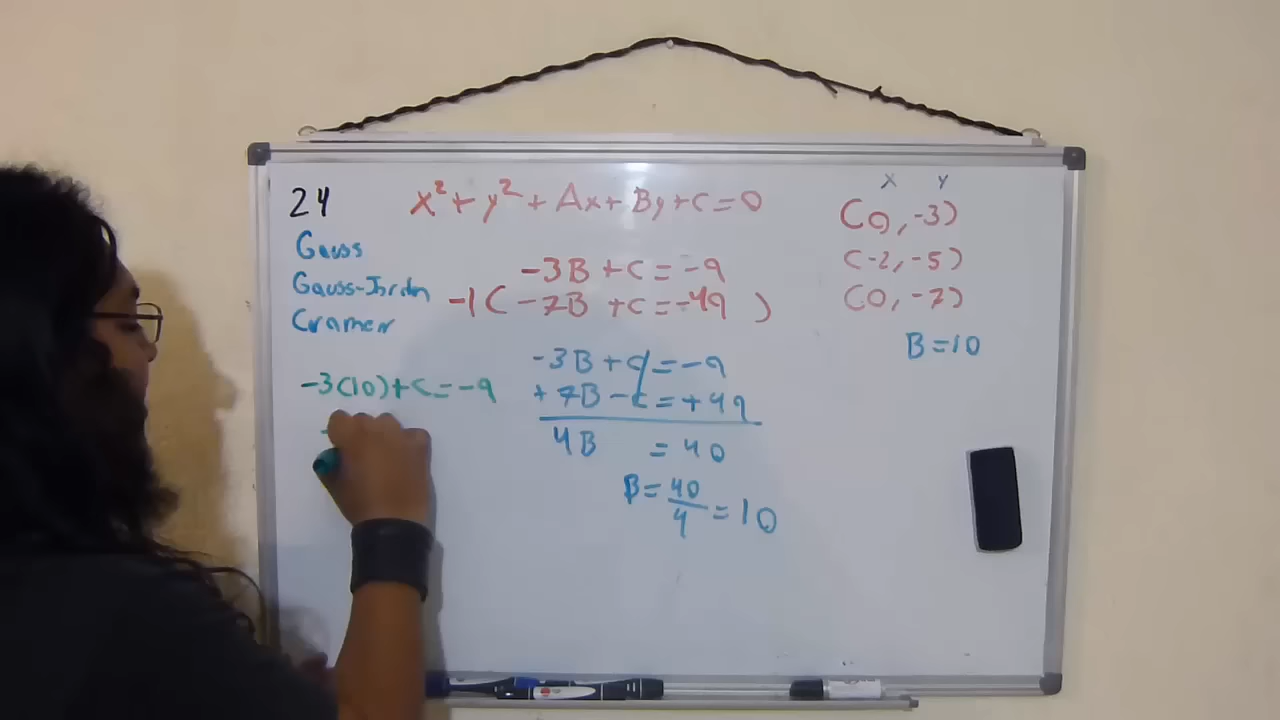 24
x² + y² + Ax + By + C = 0
x y
(0, -3)
(-2, -5)
(0, -7)
B = 10
Gauss
Gauss-Jordan
Cramer
-3B + C = -9
-1( -7B + C = -49 )
-3B + C = -9
+ 7B - C = +49
4B = 40
B = 40/4 = 10
-3(10) + C = -9
-